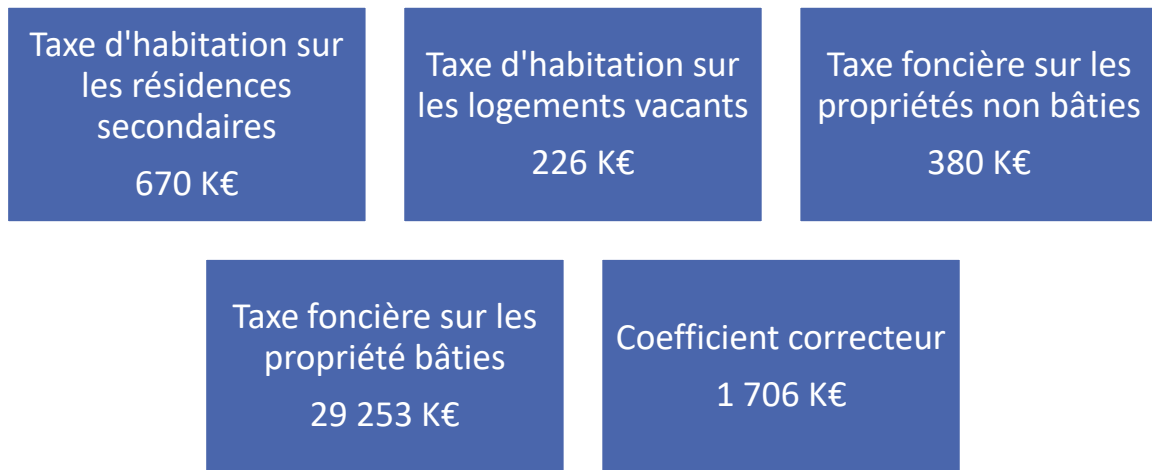 Taxe d'habitation sur
les résidences
secondaires
670 K€
Taxe d'habitation sur
les logements vacants
226 K€
Taxe foncière sur les
propriétés non bâties
380 K€
Taxe foncière sur les
propriété bâties
29 253 K€
Coefficient correcteur
1 706 K€